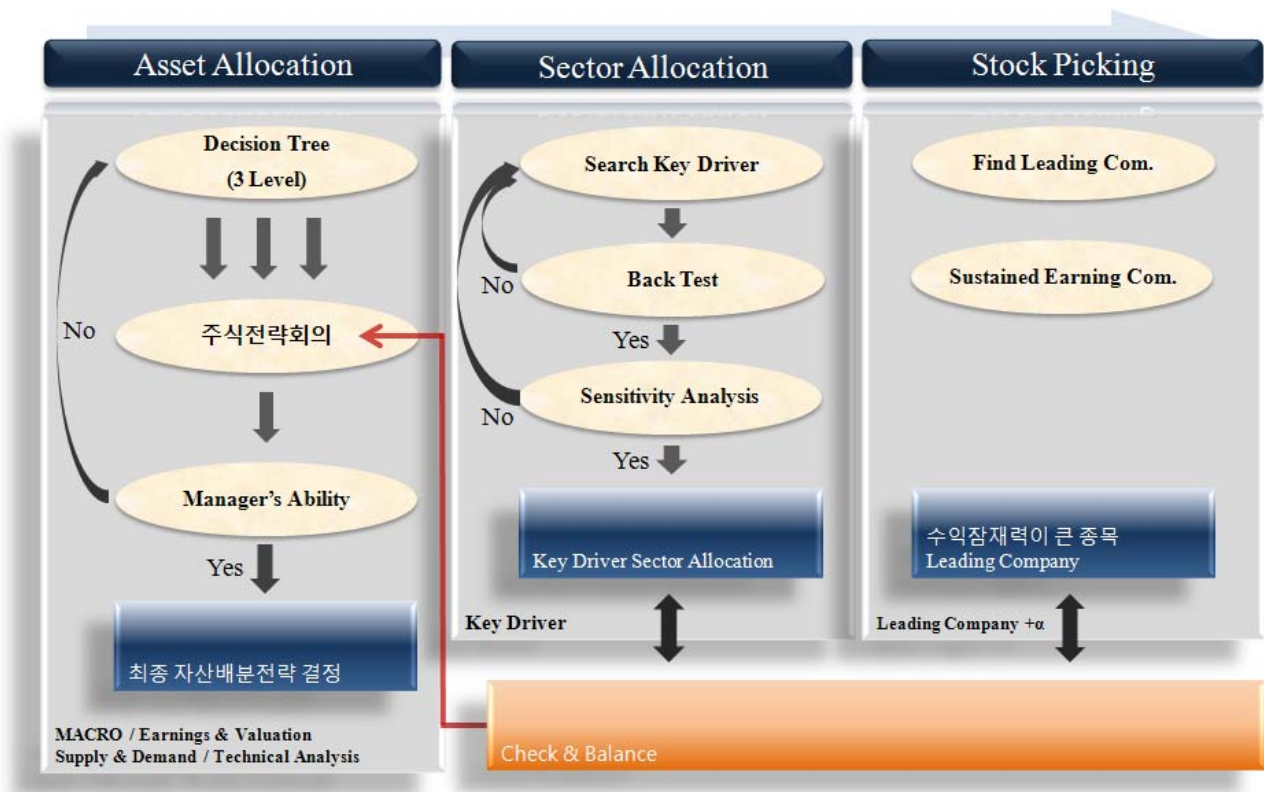 Asset Allocation
Decision Tree
(3 Level)
No
주식전략회의
Manager's Ability
Yes
최종 자산배분전략 결정
MACRO / Earnings & Valuation
Supply & Demand / Technical Analysis
Sector Allocation
Search Key Driver
No
Back Test
Yes
Sensitivity Analysis
No
Yes
Key Driver Sector Allocation
Key Driver
Stock Picking
Find Leading Com.
Sustained Earning Com.
수익잠재력이 큰 종목
Leading Company
Leading Company +α
Check & Balance